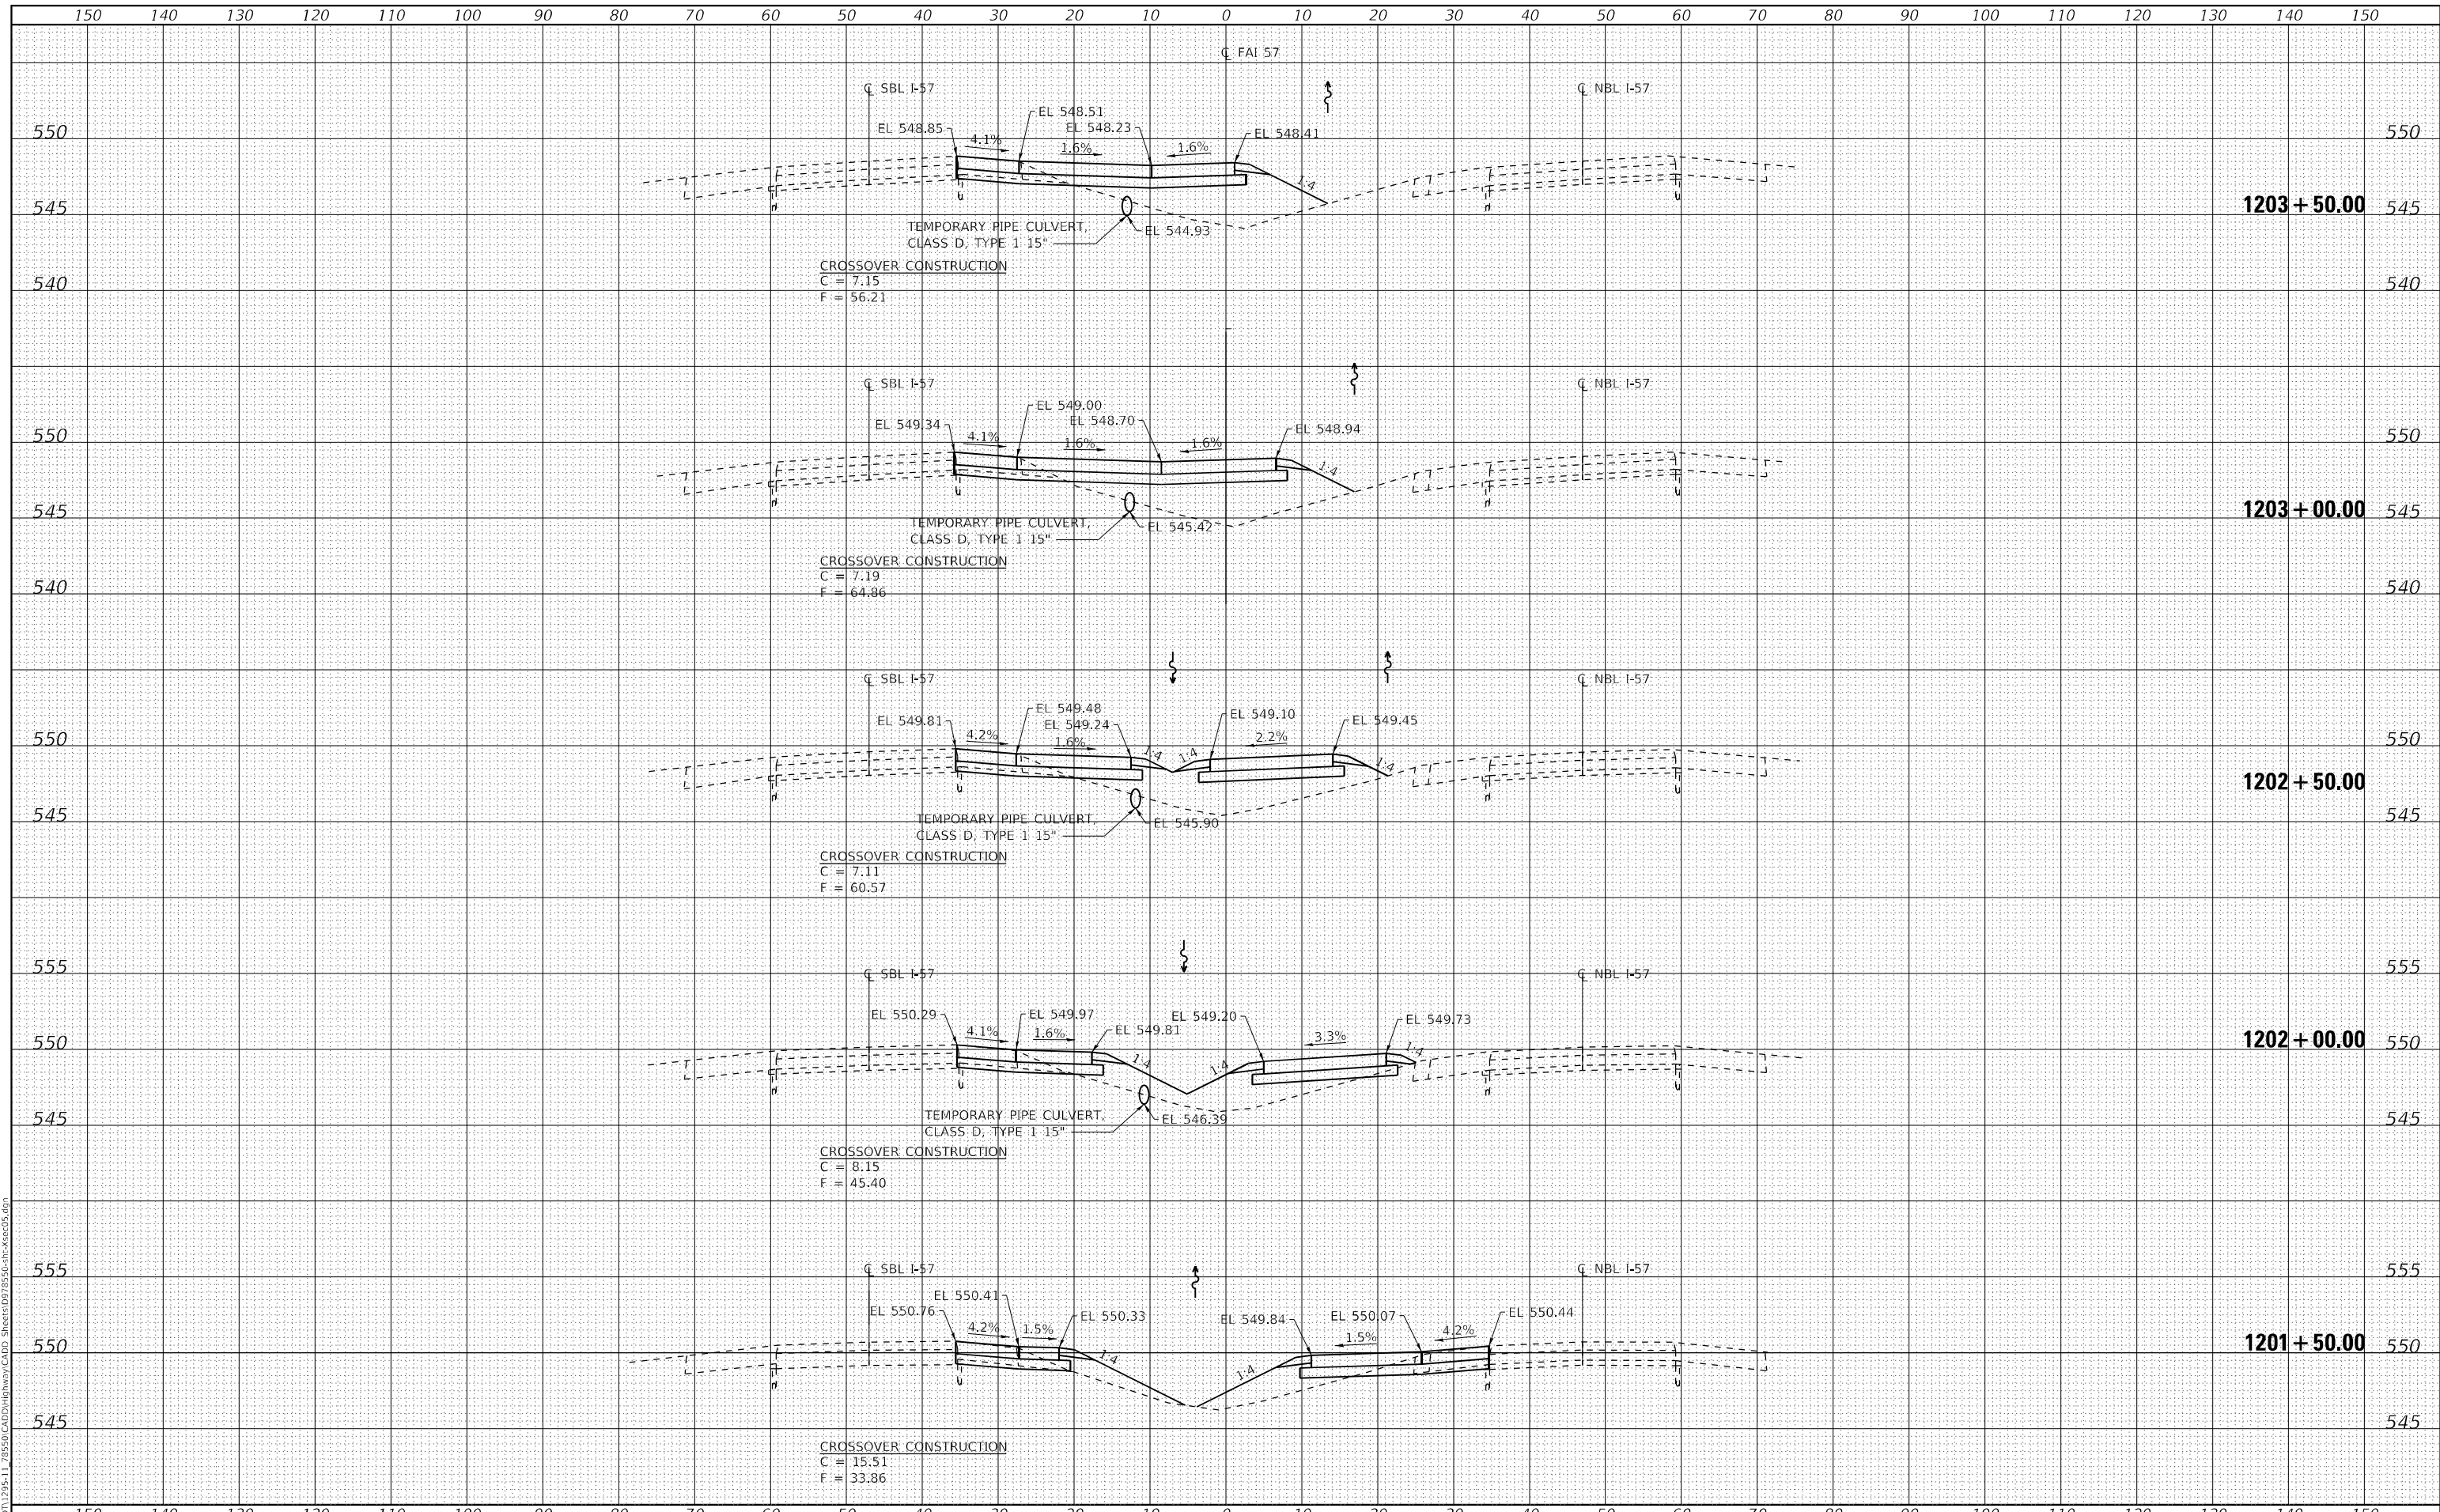 150 140 130 120 110 100 90 80 70 60 50 40 30 20 10 0 10 20 30 40 50 60 70 80 90 100 110 120 130 140 150
℄ FAI 57
℄ SBL I-57
℄ NBL I-57
EL 548.85
4.1%
EL 548.51
1.6%
EL 548.23
1.6%
EL 548.41
1:4
550
550
545
545
1203+50.00
TEMPORARY PIPE CULVERT,
CLASS D, TYPE 1 15"
EL 544.93
CROSSOVER CONSTRUCTION
C = 7.15
F = 56.21
540
540
℄ SBL I-57
℄ NBL I-57
EL 549.34
4.1%
EL 549.00
1.6%
EL 548.70
1.6%
EL 548.94
1:4
550
550
545
545
1203+00.00
TEMPORARY PIPE CULVERT,
CLASS D, TYPE 1 15"
EL 545.42
CROSSOVER CONSTRUCTION
C = 7.19
F = 64.86
540
540
℄ SBL I-57
℄ NBL I-57
EL 549.81
4.2%
EL 549.48
1.6%
EL 549.24
1:4
1:4
EL 549.10
2.2%
EL 549.45
1:4
550
550
1202+50.00
545
545
TEMPORARY PIPE CULVERT,
CLASS D, TYPE 1 15"
EL 545.90
CROSSOVER CONSTRUCTION
C = 7.11
F = 60.57
555
555
℄ SBL I-57
℄ NBL I-57
EL 550.29
4.1%
EL 549.97
1.6%
EL 549.81
1:4
1:4
EL 549.20
3.3%
EL 549.73
1:4
550
550
1202+00.00
545
545
TEMPORARY PIPE CULVERT,
CLASS D, TYPE 1 15"
EL 546.39
CROSSOVER CONSTRUCTION
C = 8.15
F = 45.40
555
555
℄ SBL I-57
℄ NBL I-57
EL 550.76
4.2%
EL 550.41
1.5%
EL 550.33
1:4
1:4
EL 549.84
1.5%
EL 550.07
4.2%
EL 550.44
550
550
1201+50.00
545
545
CROSSOVER CONSTRUCTION
C = 15.51
F = 33.86
150 140 130 120 110 100 90 80 70 60 50 40 30 20 10 0 10 20 30 40 50 60 70 80 90 100 110 120 130 140 150